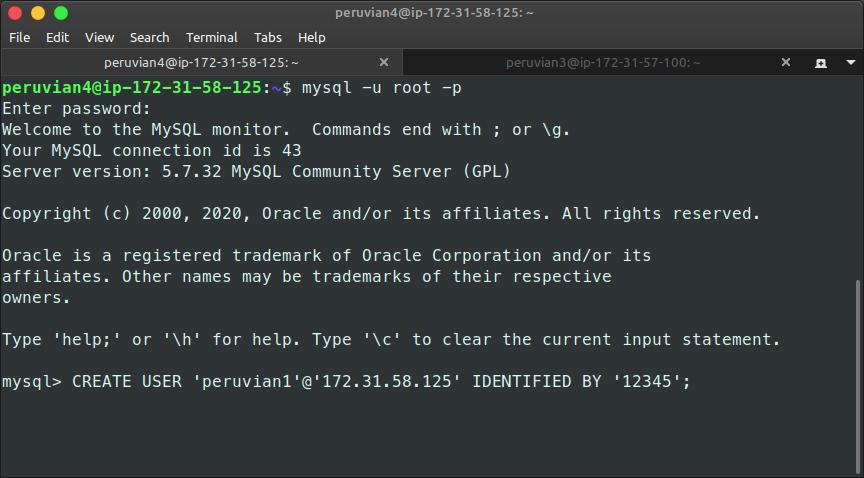 peruvian4@ip-172-31-58-125: ~
File Edit View Search Terminal Tabs Help
peruvian4@ip-172-31-58-125: ~ × peruvian3@ip-172-31-57-100: ~ ×
peruvian4@ip-172-31-58-125:~$ mysql -u root -p
Enter password:
Welcome to the MySQL monitor.  Commands end with ; or \g.
Your MySQL connection id is 43
Server version: 5.7.32 MySQL Community Server (GPL)
Copyright (c) 2000, 2020, Oracle and/or its affiliates. All rights reserved.
Oracle is a registered trademark of Oracle Corporation and/or its
affiliates. Other names may be trademarks of their respective
owners.
Type 'help;' or '\h' for help. Type '\c' to clear the current input statement.
mysql> CREATE USER 'peruvian1'@'172.31.58.125' IDENTIFIED BY '12345';